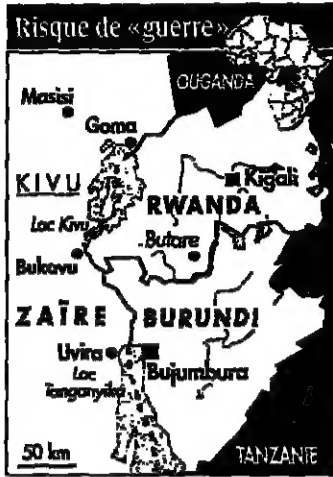 Risque de «guerre»
OUGANDA
Masisi
Goma
KIVU
Kigali
Lac Kivu
RWANDA
Butare
Bukavu
ZAÏRE
BURUNDI
Uvira
Bujumbura
Lac
Tanganyika
50 km
TANZANIE